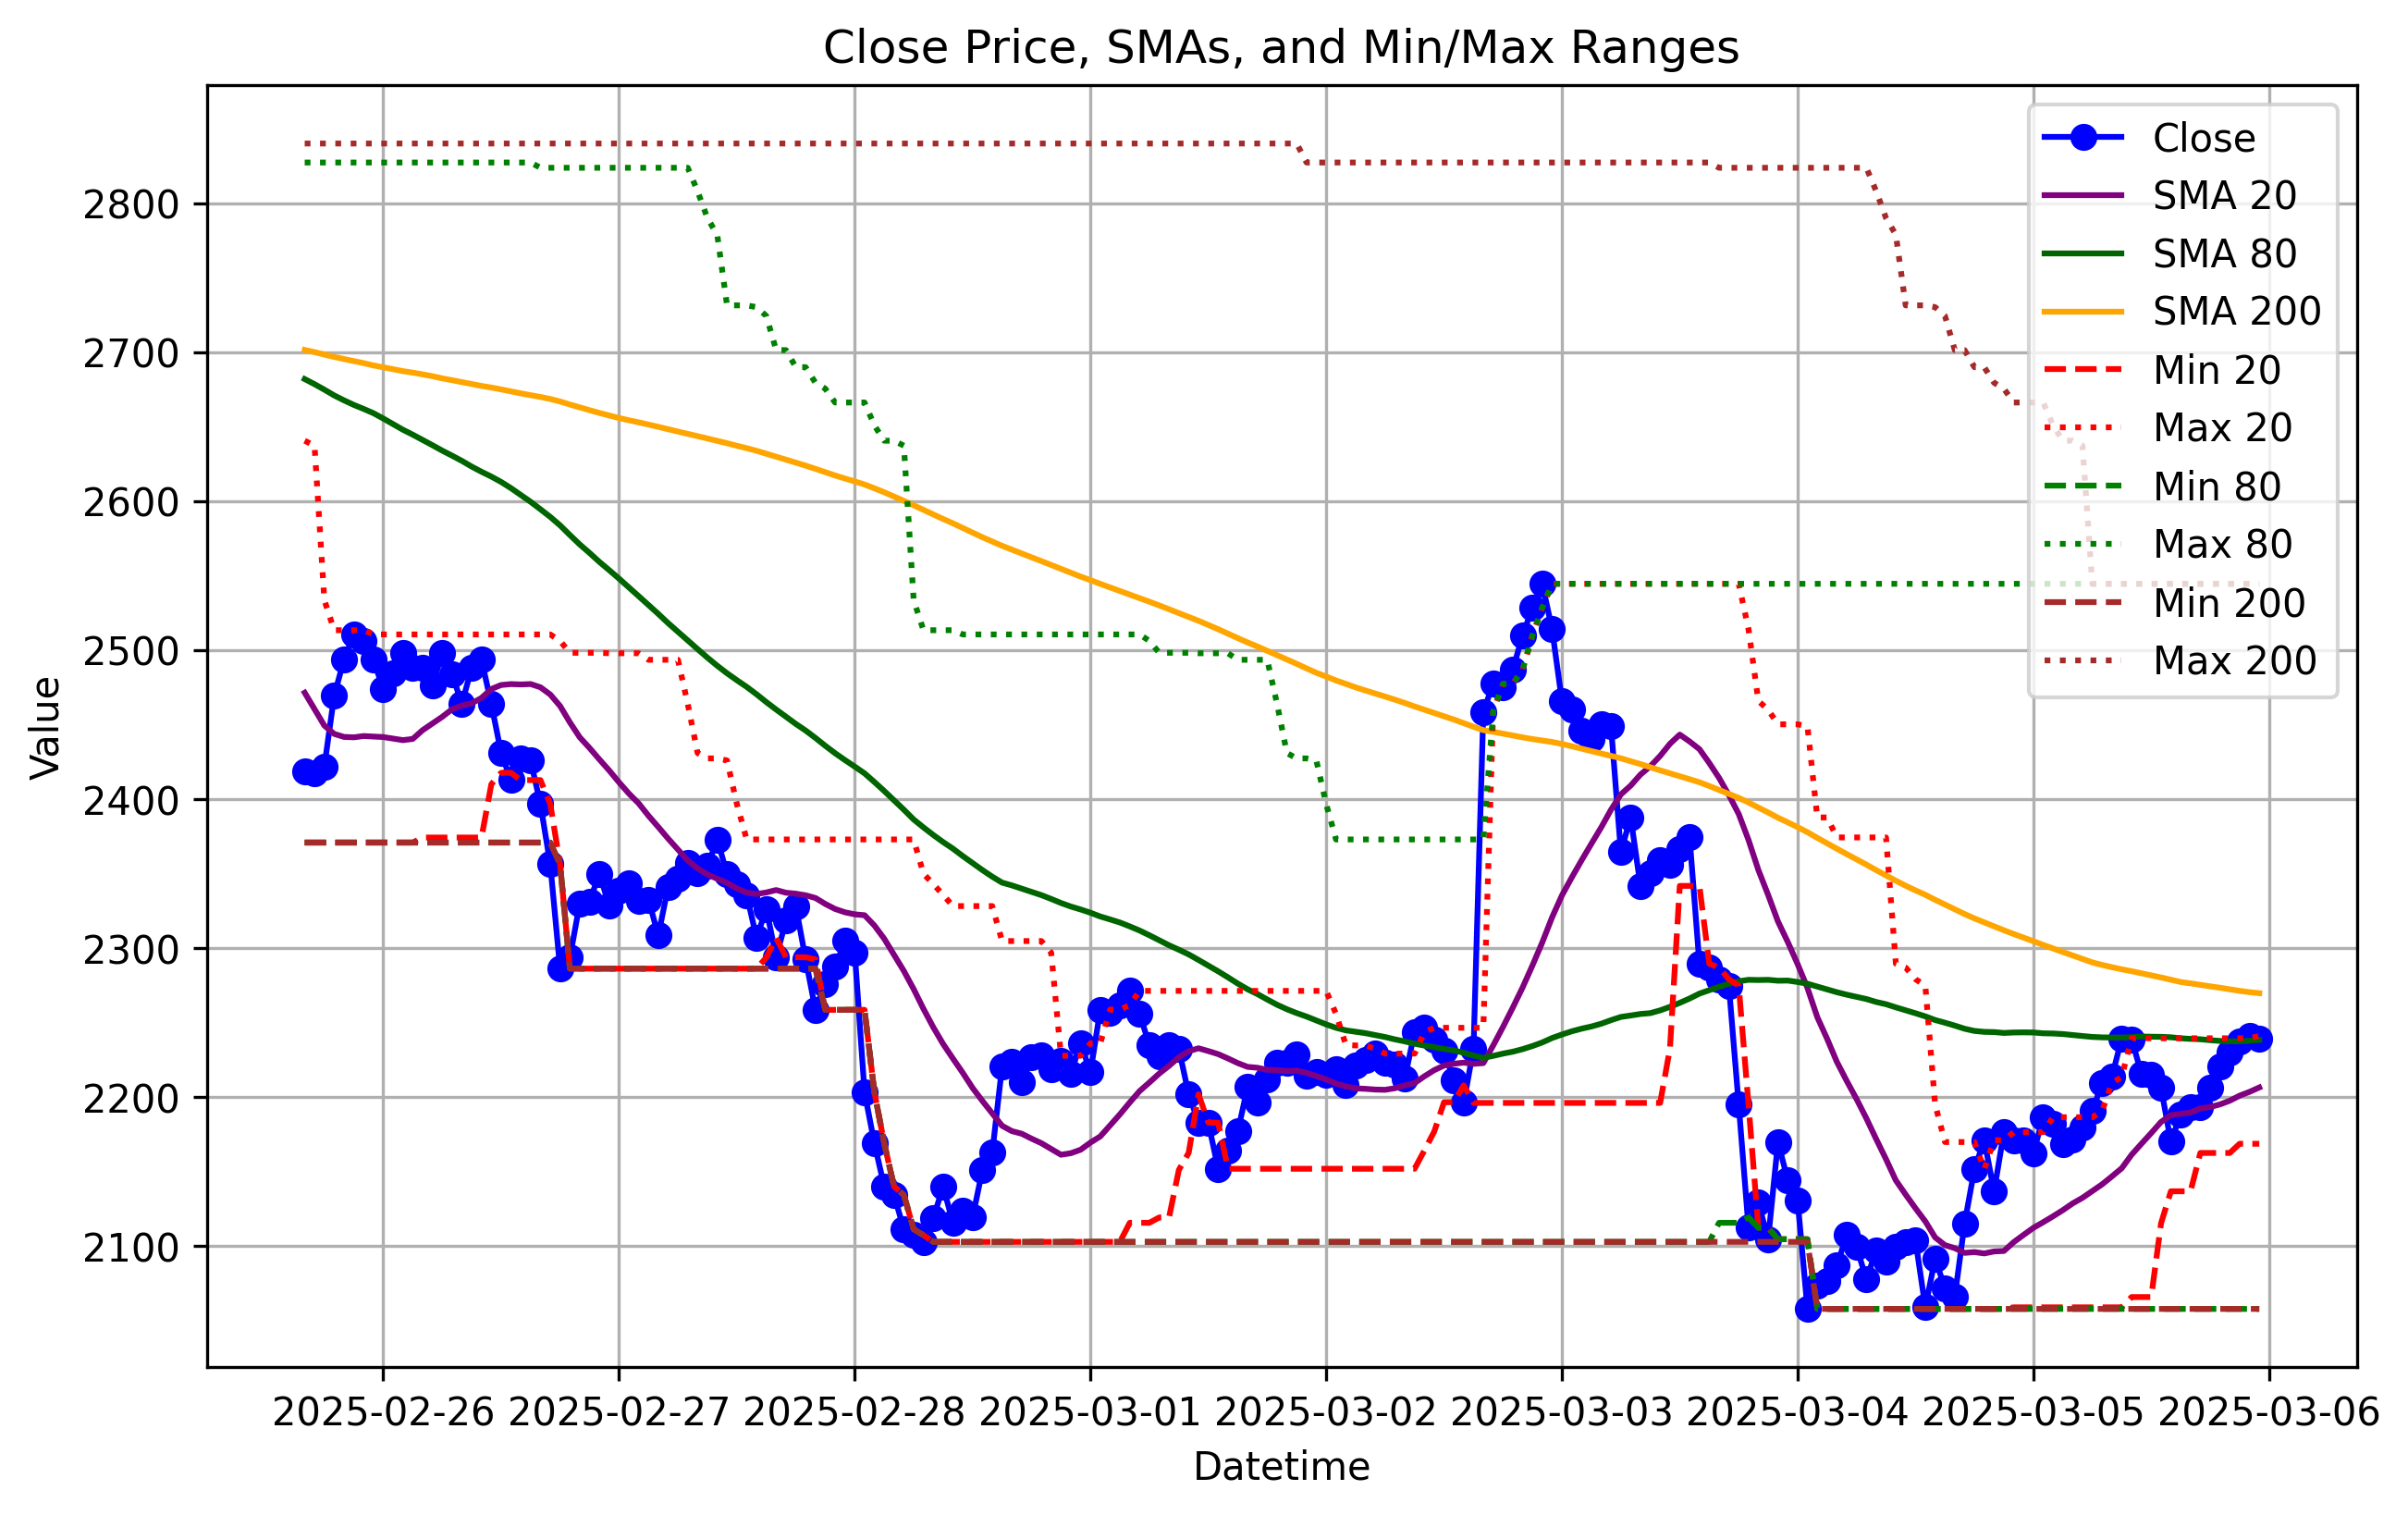 Close Price, SMAs, and Min/Max Ranges
Value
2800
2700
2600
2500
2400
2300
2200
2100
Close
SMA 20
SMA 80
SMA 200
Min 20
Max 20
Min 80
Max 80
Min 200
Max 200
2025-02-26 2025-02-27 2025-02-28 2025-03-01 2025-03-02 2025-03-03 2025-03-04 2025-03-05 2025-03-06
Datetime